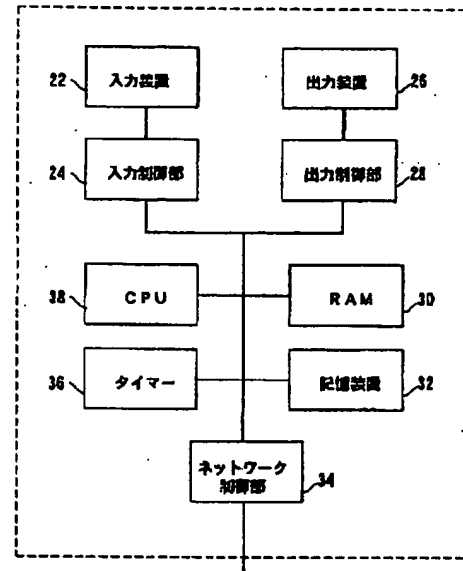 22
入力装置
出力装置
26
24
入力制御部
出力制御部
28
38
CPU
RAM
30
36
タイマー
記憶装置
32
ネットワーク
制御部
34